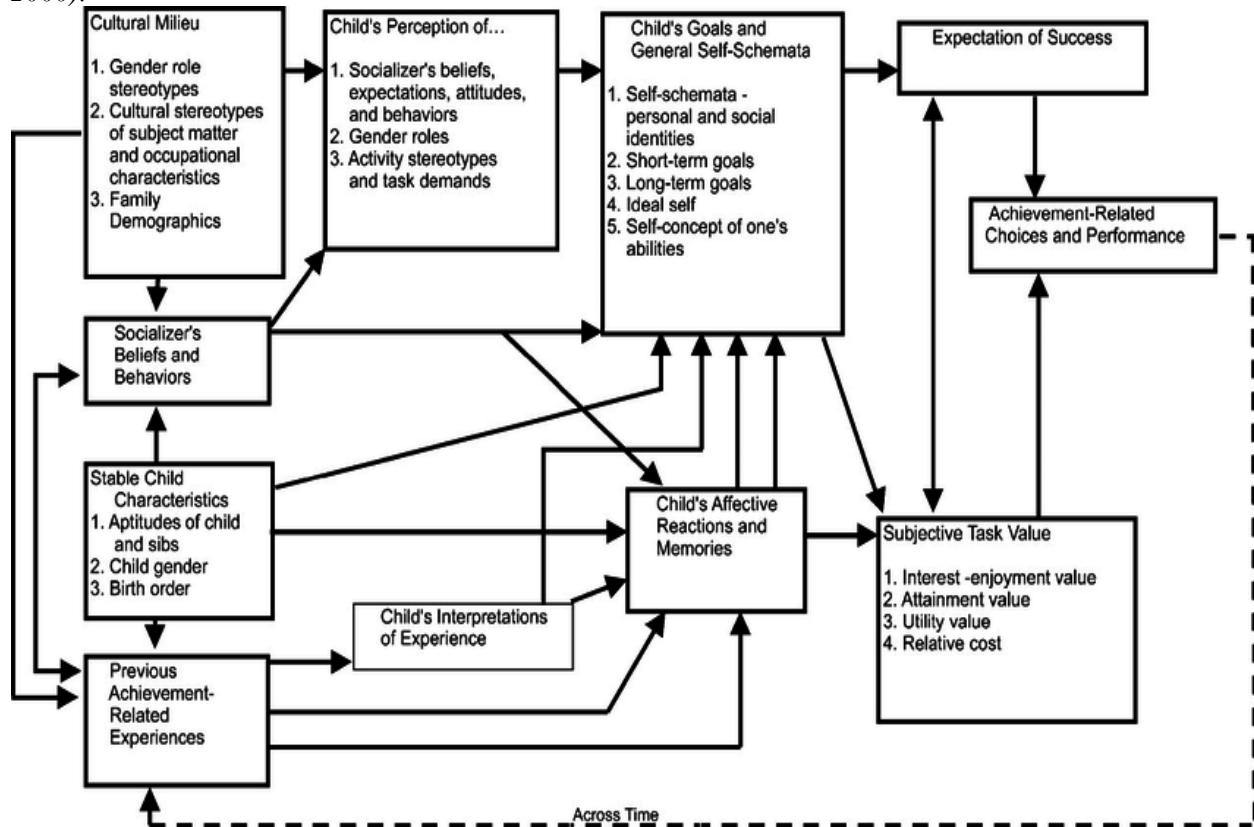 2000).
Cultural Milieu
1. Gender role
stereotypes
2. Cultural stereotypes
of subject matter
and occupational
characteristics
3. Family
Demographics
Child's Perception of...
1. Socializer's beliefs,
expectations, attitudes,
and behaviors
2. Gender roles
3. Activity stereotypes
and task demands
Child's Goals and
General Self-Schemata
1. Self-schemata -
personal and social
identities
2. Short-term goals
3. Long-term goals
4. Ideal self
5. Self-concept of one's
abilities
Expectation of Success
Achievement-Related
Choices and Performance
Socializer's
Beliefs and
Behaviors
Stable Child
Characteristics
1. Aptitudes of child
and sibs
2. Child gender
3. Birth order
Child's Affective
Reactions and
Memories
Subjective Task Value
1. Interest -enjoyment value
2. Attainment value
3. Utility value
4. Relative cost
Child's Interpretations
of Experience
Previous
Achievement-
Related
Experiences
Across Time